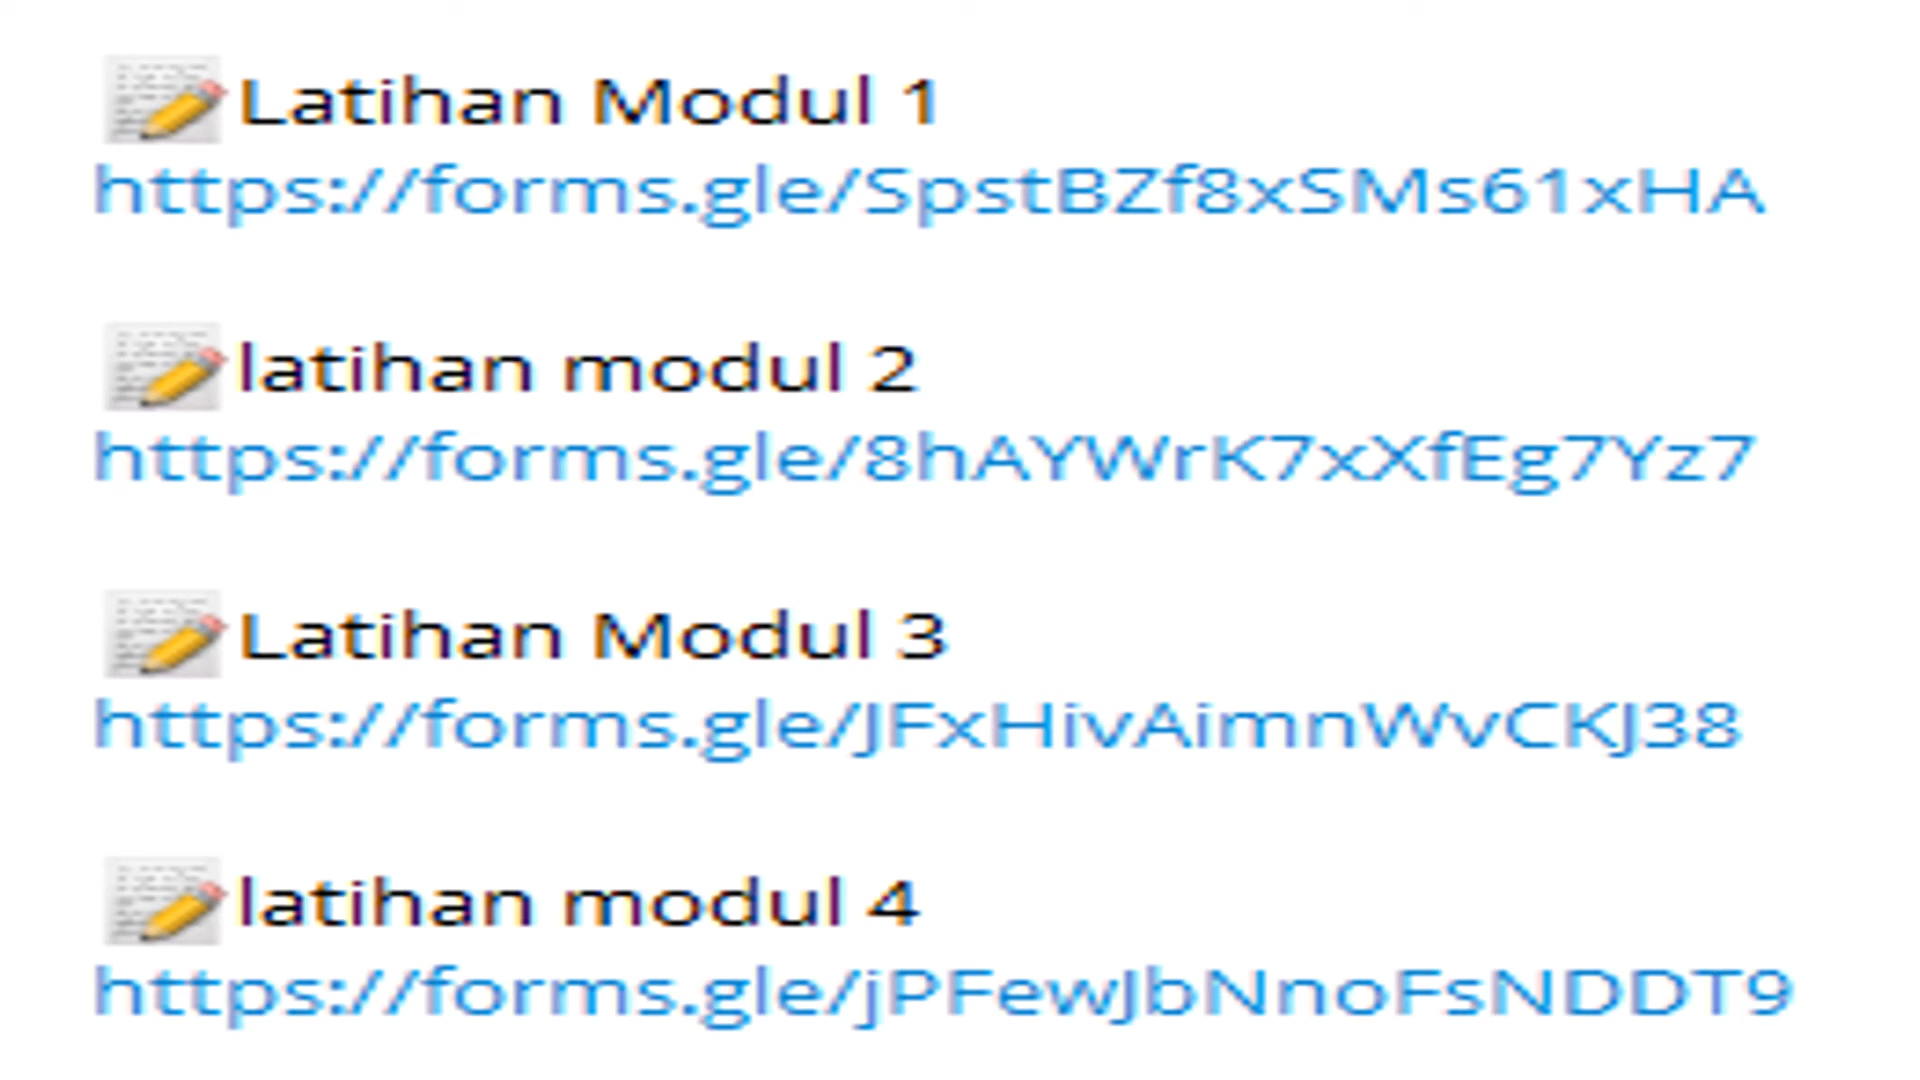 📝Latihan Modul 1
https://forms.gle/SpstBZf8xSMs61xHA
📝latihan modul 2
https://forms.gle/8hAYWrK7xXfEg7Yz7
📝Latihan Modul 3
https://forms.gle/JFxHivAimnWvCKJ38
📝latihan modul 4
https://forms.gle/jPFewJbNnoFsNDDT9